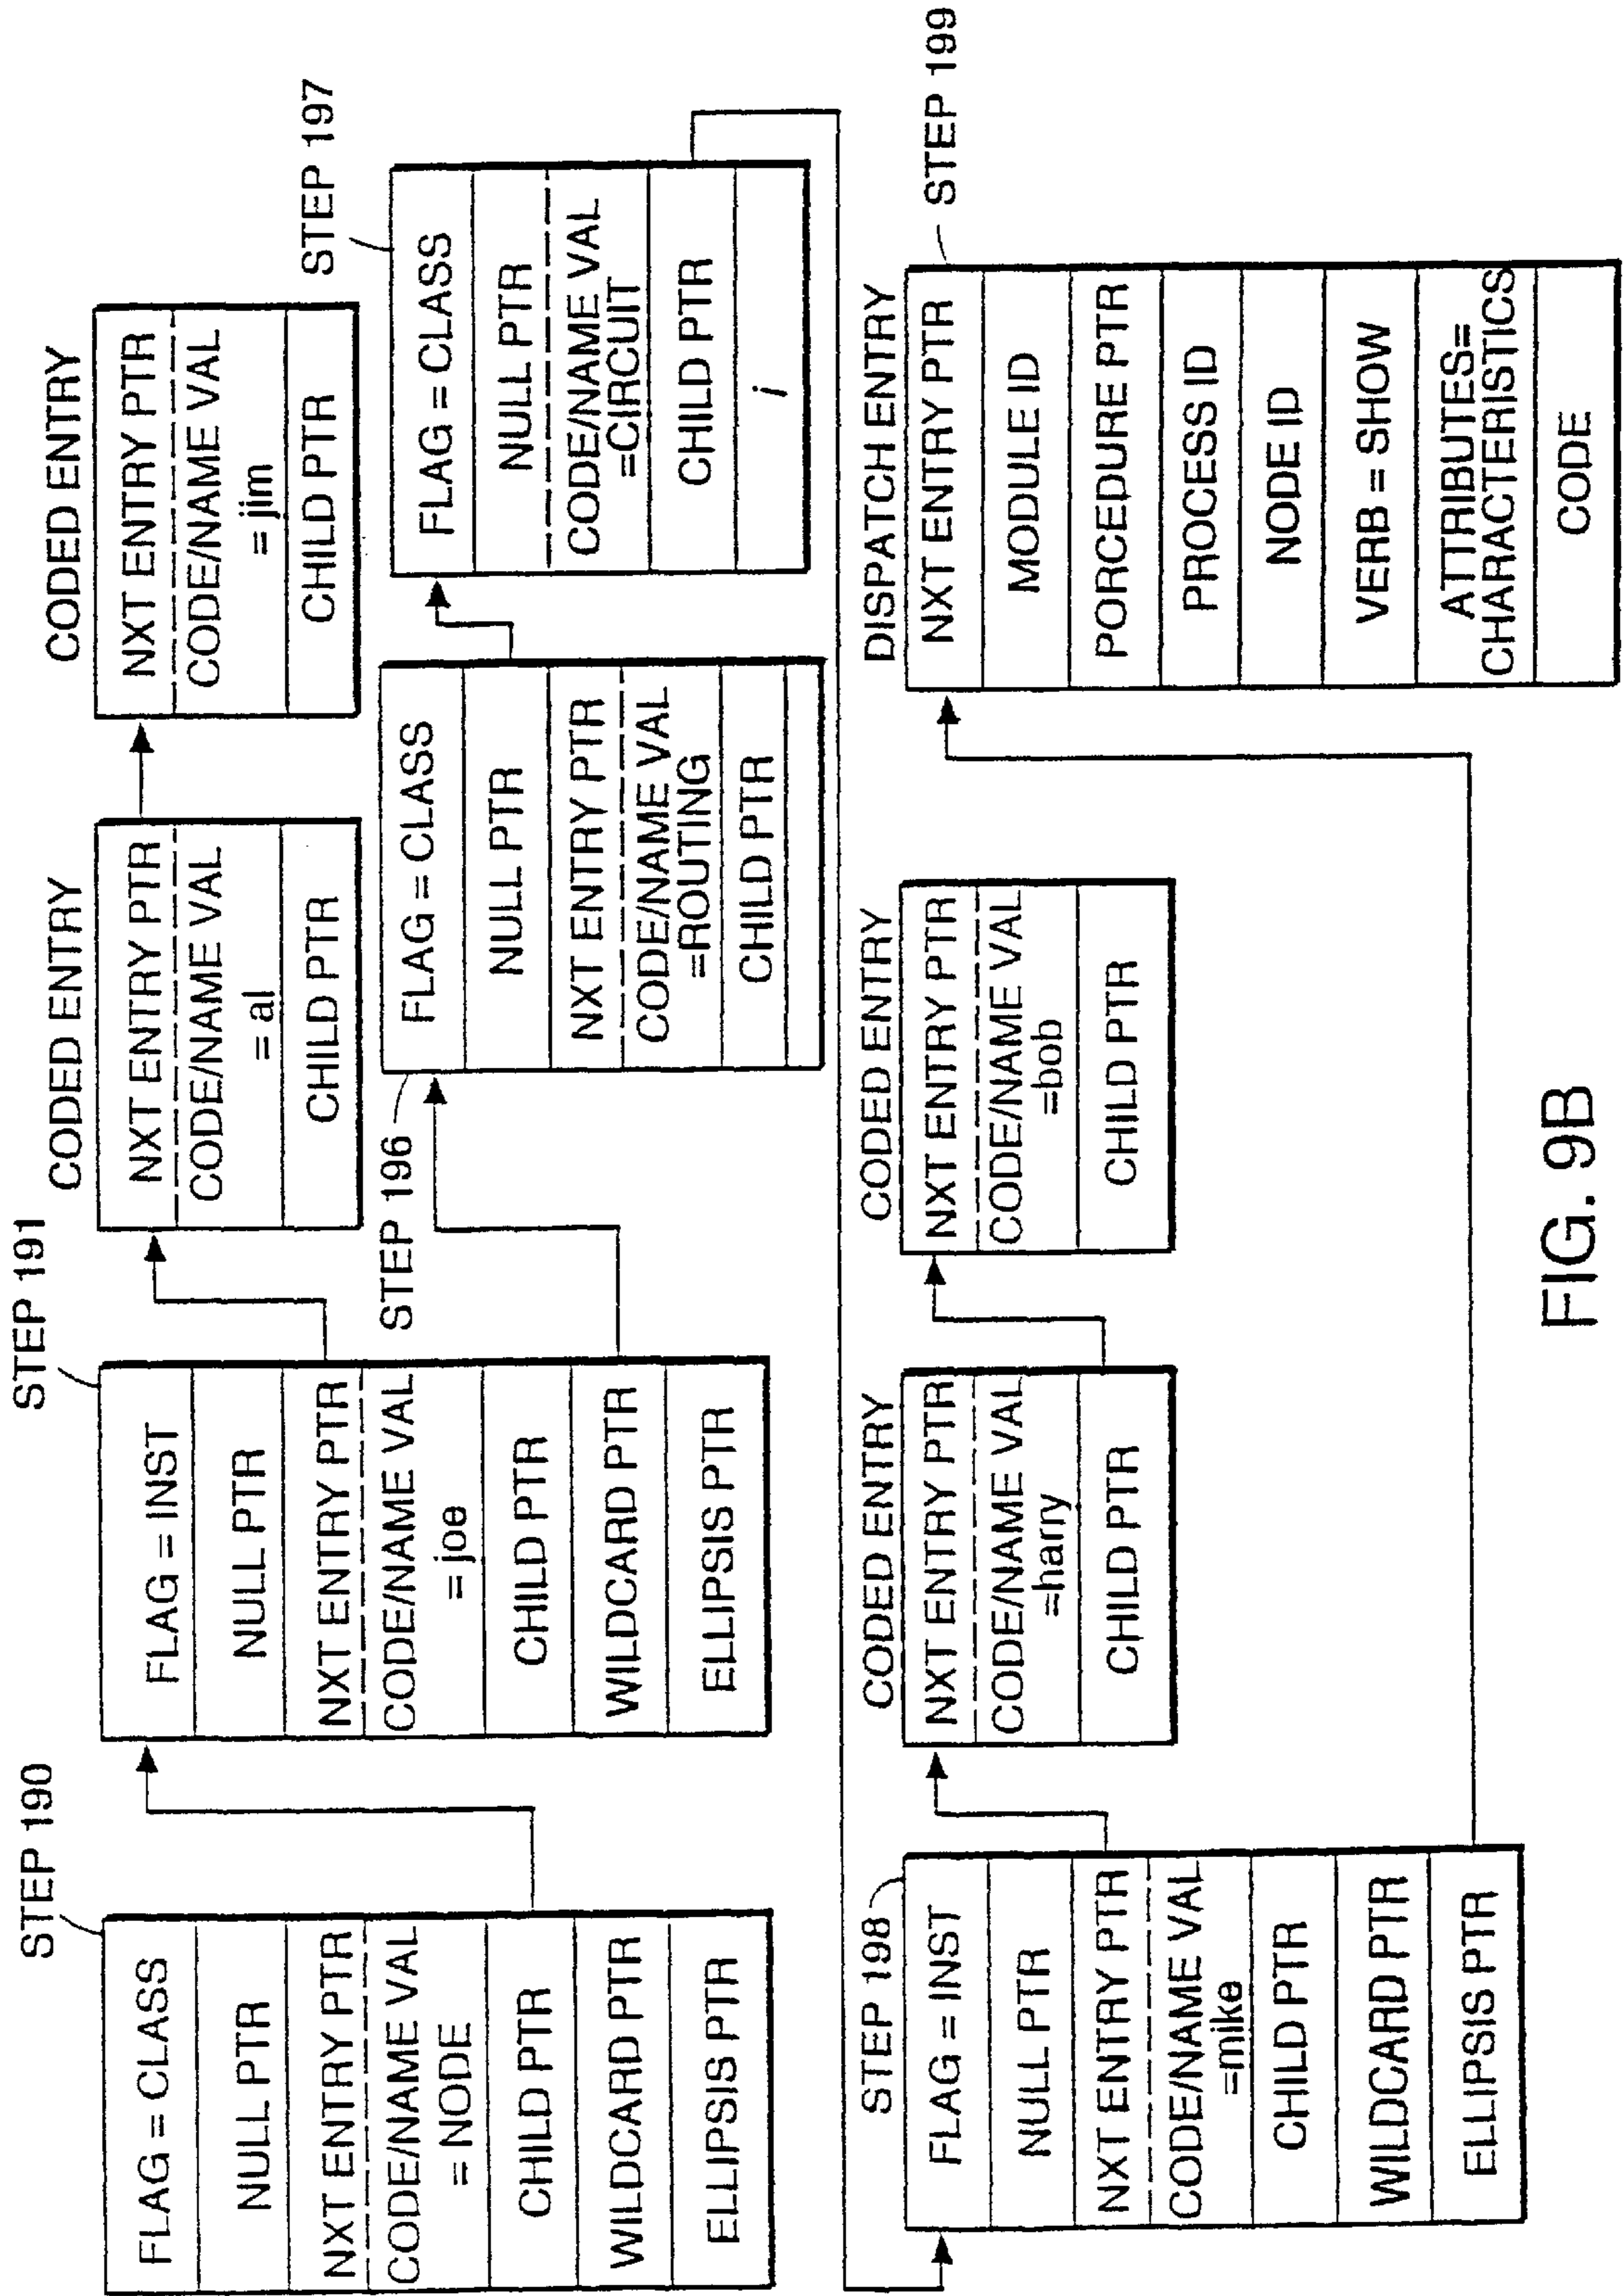 STEP 190
FLAG = CLASS
NULL PTR
NXT ENTRY PTR
CODE/NAME VAL
= NODE
CHILD PTR
WILDCARD PTR
ELLIPSIS PTR
STEP 191
FLAG = INST
NULL PTR
NXT ENTRY PTR
CODE/NAME VAL
= joe
CHILD PTR
WILDCARD PTR
ELLIPSIS PTR
CODED ENTRY
NXT ENTRY PTR
CODE/NAME VAL
= al
CHILD PTR
CODED ENTRY
NXT ENTRY PTR
CODE/NAME VAL
= jim
CHILD PTR
STEP 196
FLAG = CLASS
NULL PTR
NXT ENTRY PTR
CODE/NAME VAL
=ROUTING
CHILD PTR
STEP 197
FLAG = CLASS
NULL PTR
CODE/NAME VAL
=CIRCUIT
CHILD PTR
i
STEP 198
FLAG = INST
NULL PTR
NXT ENTRY PTR
CODE/NAME VAL
=mike
CHILD PTR
WILDCARD PTR
ELLIPSIS PTR
CODED ENTRY
NXT ENTRY PTR
CODE/NAME VAL
=harry
CHILD PTR
CODED ENTRY
NXT ENTRY PTR
CODE/NAME VAL
=bob
CHILD PTR
DISPATCH ENTRY
STEP 199
NXT ENTRY PTR
MODULE ID
PORCEDURE PTR
PROCESS ID
NODE ID
VERB = SHOW
ATTRIBUTES=
CHARACTERISTICS
CODE
FIG. 9B